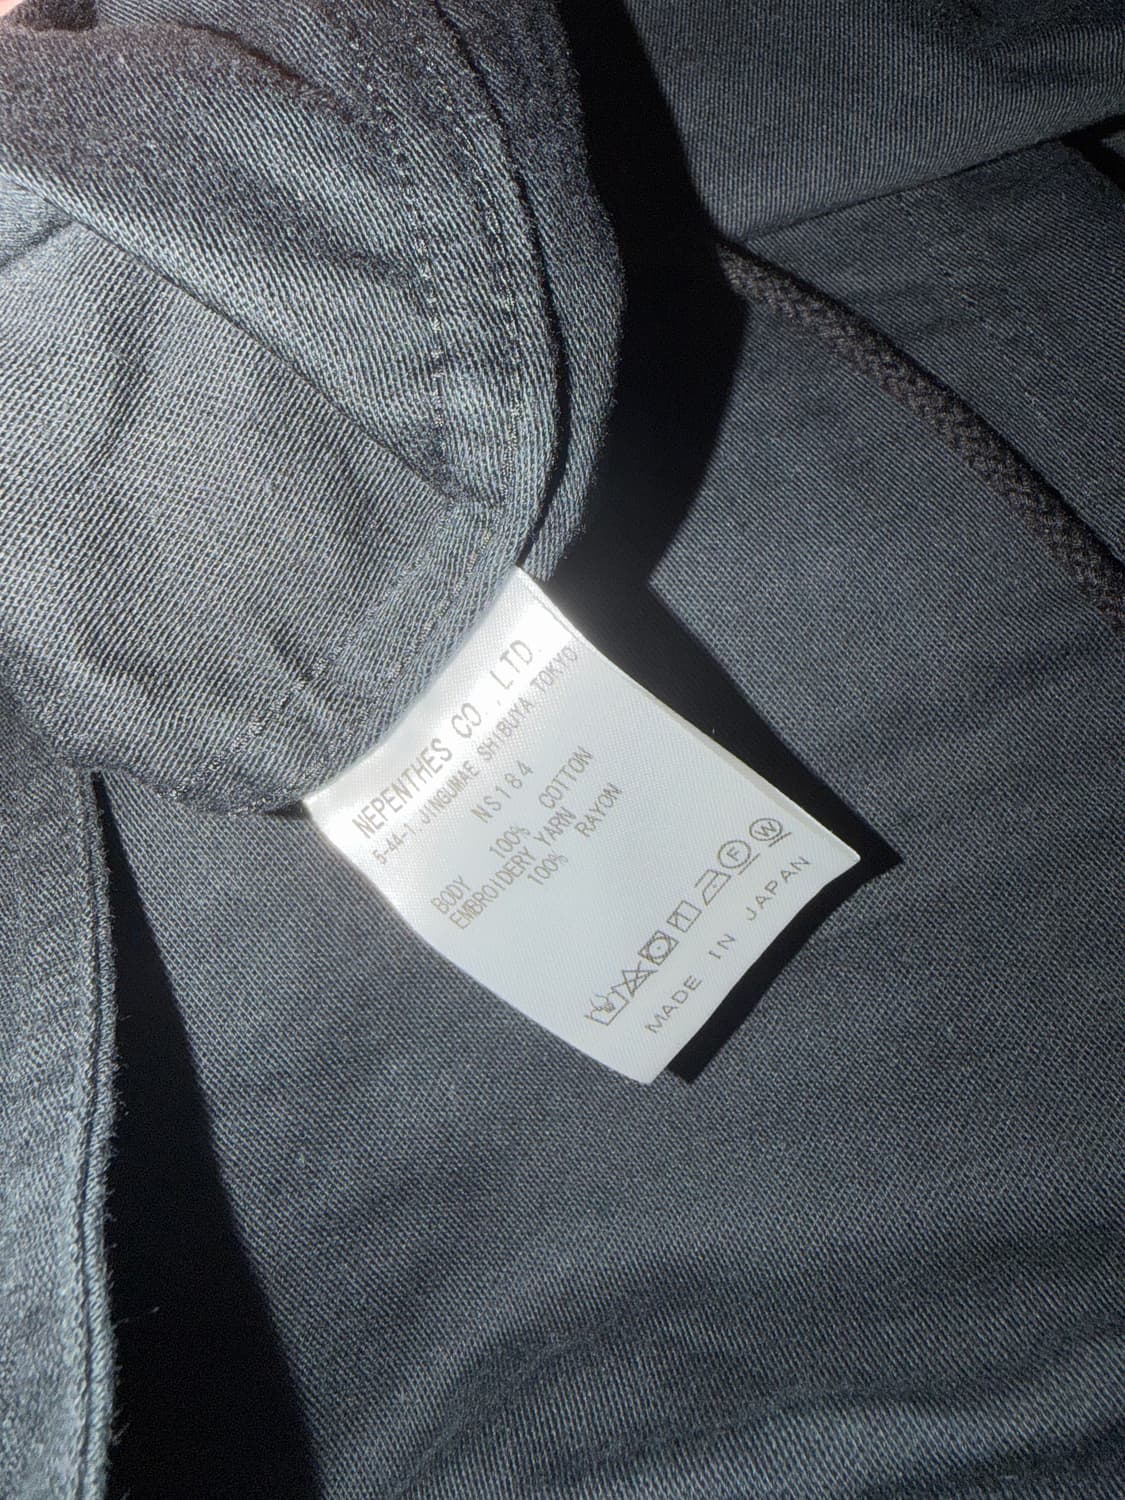 NEPENTHES CO.,LTD.
5-44-1,JINGUMAE SHIBUYA TOKYO
NS184
BODY
100% COTTON
EMBROIDERY YARN
100% RAYON
F W
MADE IN JAPAN